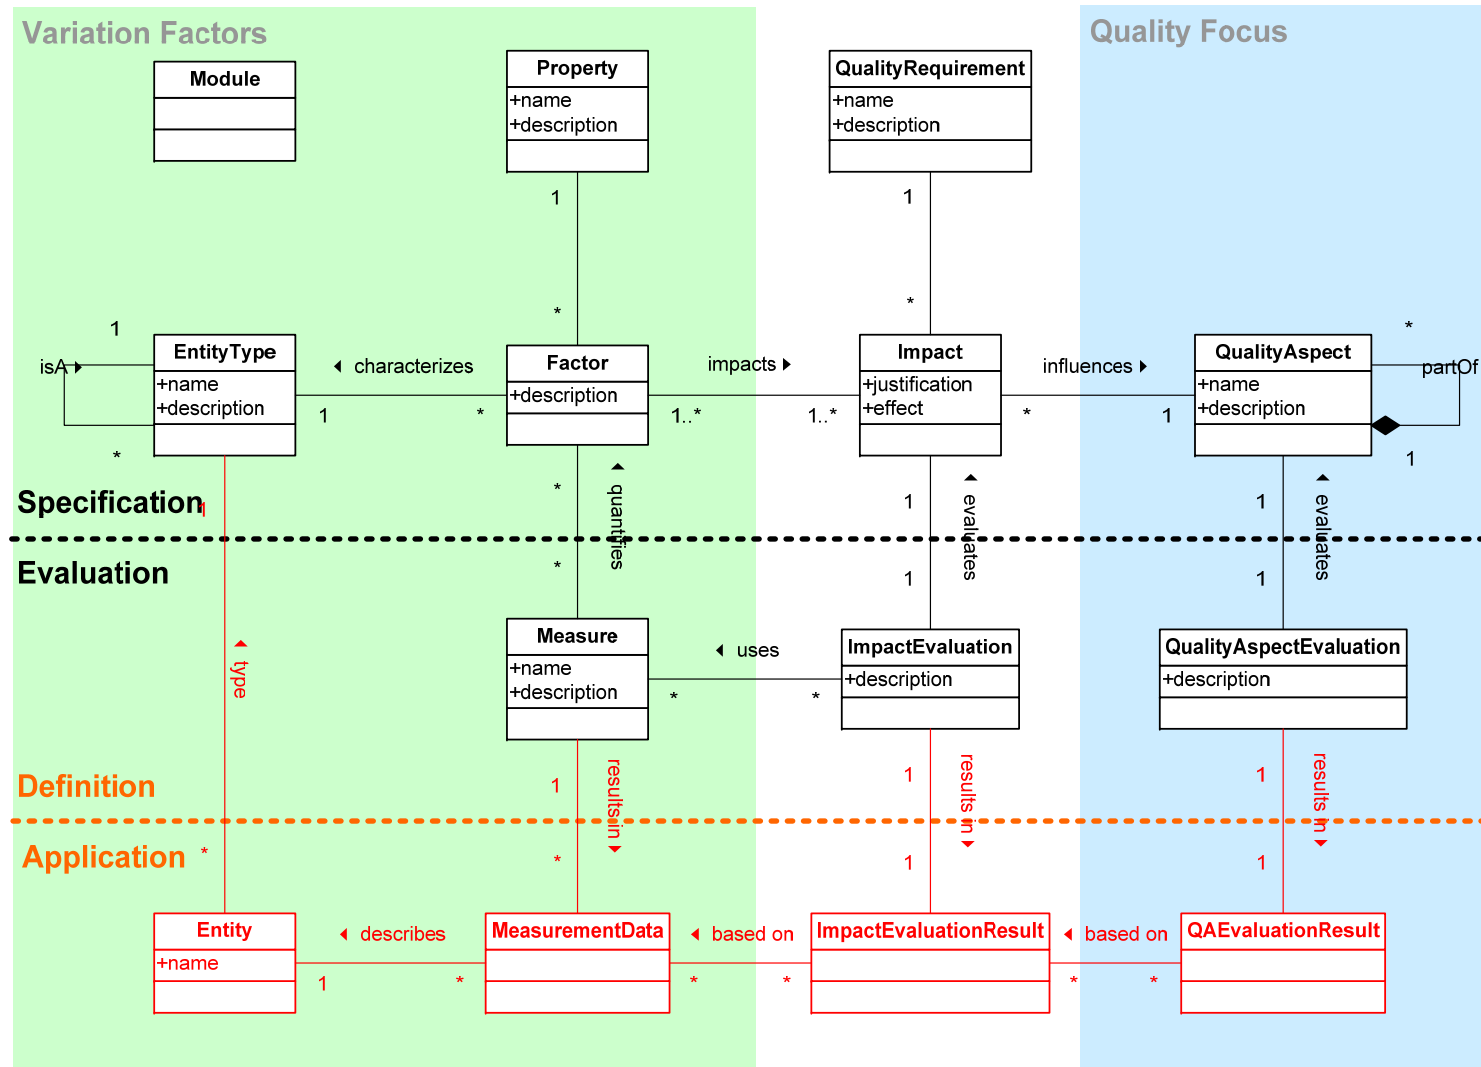 Variation Factors
Quality Focus
Module
Property
+name
+description
QualityRequirement
+name
+description
1
*
1
*
1
isA
*
EntityType
+name
+description
characterizes
1
*
Factor
+description
impacts
1..*
1..*
Impact
+justification
+effect
influences
*
1
QualityAspect
+name
+description
*
partOf
1
Specification
1
*
quantifies
*
1
evaluates
1
1
evaluates
1
Evaluation
type
Measure
+name
+description
uses
*
*
ImpactEvaluation
+description
QualityAspectEvaluation
+description
Definition
1
results in
*
1
results in
1
1
results in
1
Application
*
Entity
+name
describes
1
*
MeasurementData
based on
*
*
ImpactEvaluationResult
based on
*
*
QAEvaluationResult